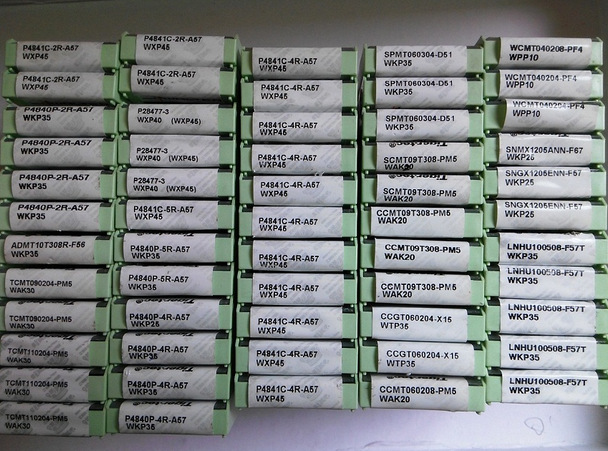 P4841C-2R-A57
WXP45
P4841C-2R-A57
WXP45
P4840P-2R-A57
WKP35
P4840P-2R-A57
WKP35
P4840P-2R-A57
WKP35
P4840P-2R-A57
WKP35
ADMT10T308R-F56
WKP35
TCMT090204-PM5
WAK30
TCMT090204-PM5
WAK30
TCMT110204-PM5
WAK30
TCMT110204-PM5
WAK30
TCMT110204-PM5
WAK30
P4841C-2R-A57
WXP45
P4841C-2R-A57
WXP45
P28477-3
WXP40 (WXP45)
P28477-3
WXP40 (WXP45)
P28477-3
WXP40 (WXP45)
P4841C-5R-A57
WXP45
P4840P-5R-A57
WKP35
P4840P-5R-A57
WKP35
P4840P-4R-A57
WKP25
P4840P-4R-A57
WKP35
P4840P-4R-A57
WKP35
Tigertec®
P4840P-4R-A57
WKP35
P4841C-4R-A57
WXP45
P4841C-4R-A57
WXP45
P4841C-4R-A57
WXP45
P4841C-4R-A57
WXP45
P4841C-4R-A57
WXP45
P4841C-4R-A57
WXP45
P4841C-4R-A57
WXP45
P4841C-4R-A57
WXP45
P4841C-4R-A57
WXP45
P4841C-4R-A57
WXP45
P4841C-4R-A57
WXP45
SPMT060304-D51
WKP35
SPMT060304-D51
WKP35
SPMT060304-D51
WKP35
Tigertec®
SCMT09T308-PM5
WAK20
Tigertec®
SCMT09T308-PM5
WAK20
CCMT09T308-PM5
WAK20
CCMT09T308-PM5
WAK20
CCMT09T308-PM5
WAK20
CCGT060204-X15
WTP35
CCGT060204-X15
WTP35
CCMT060208-PM5
WAK20
WCMT040208-PF4
WPP10
WCMT040204-PF4
WPP10
WCMT040204-PF4
WPP10
SNMX1205ANN-F67
WKP25
SNGX1205ENN-F57
WKP25
SNGX1205ENN-F57
WKP25
LNHU100508-F57T
WKP35
LNHU100508-F57T
WKP35
LNHU100508-F57T
WKP35
LNHU100508-F57T
WKP35
LNHU100508-F57T
WKP35